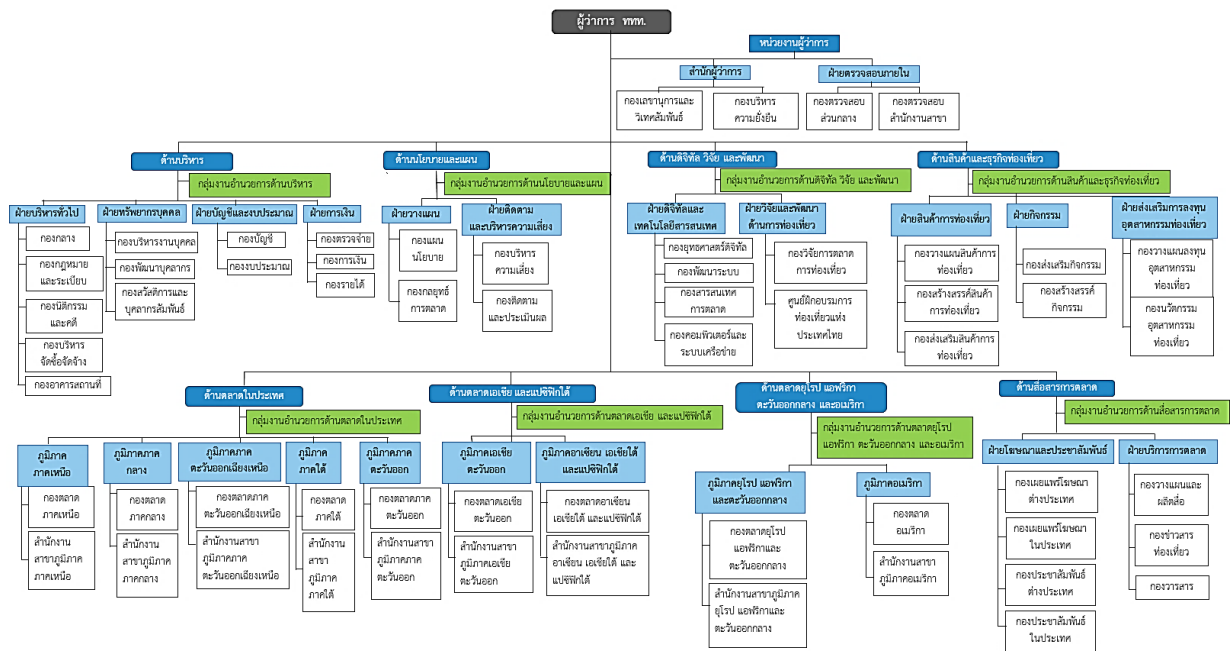 ผู้ว่าการ ททท.
หน่วยงานผู้ว่าการ
สำนักผู้ว่าการ
ฝ่ายตรวจสอบภายใน
กองเลขานุการและ
วิเทศสัมพันธ์
กองบริหาร
ความยั่งยืน
กองตรวจสอบ
ส่วนกลาง
กองตรวจสอบ
สำนักงานสาขา
ด้านบริหาร
กลุ่มงานอำนวยการด้านบริหาร
ฝ่ายบริหารทั่วไป
กองกลาง
กองกฎหมาย
และระเบียบ
กองนิติกรรม
และคดี
กองบริหาร
จัดซื้อจัดจ้าง
กองอาคารสถานที่
ฝ่ายทรัพยากรบุคคล
กองบริหารงานบุคคล
กองพัฒนาบุคลากร
กองสวัสดิการและ
บุคลากรสัมพันธ์
ฝ่ายบัญชีและงบประมาณ
กองบัญชี
กองงบประมาณ
ฝ่ายการเงิน
กองตรวจจ่าย
กองการเงิน
กองรายได้
ด้านนโยบายและแผน
กลุ่มงานอำนวยการด้านนโยบายและแผน
ฝ่ายวางแผน
กองแผน
นโยบาย
กองกลยุทธ์
การตลาด
ฝ่ายติดตาม
และบริหารความเสี่ยง
กองบริหาร
ความเสี่ยง
กองติดตาม
และประเมินผล
ด้านดิจิทัล วิจัย และพัฒนา
กลุ่มงานอำนวยการด้านดิจิทัล วิจัย และพัฒนา
ฝ่ายดิจิทัลและ
เทคโนโลยีสารสนเทศ
กองยุทธศาสตร์ดิจิทัล
กองพัฒนาระบบ
กองสารสนเทศ
การตลาด
กองคอมพิวเตอร์และ
ระบบเครือข่าย
ฝ่ายวิจัยและพัฒนา
ด้านการท่องเที่ยว
กองวิจัยการตลาด
การท่องเที่ยว
ศูนย์ฝึกอบรมการ
ท่องเที่ยวแห่ง
ประเทศไทย
ด้านสินค้าและธุรกิจท่องเที่ยว
กลุ่มงานอำนวยการด้านสินค้าและธุรกิจท่องเที่ยว
ฝ่ายสินค้าการท่องเที่ยว
กองวางแผนสินค้าการ
ท่องเที่ยว
กองสร้างสรรค์สินค้า
การท่องเที่ยว
กองส่งเสริมสินค้าการ
ท่องเที่ยว
ฝ่ายกิจกรรม
กองส่งเสริมกิจกรรม
กองสร้างสรรค์
กิจกรรม
ฝ่ายส่งเสริมการลงทุน
อุตสาหกรรมท่องเที่ยว
กองวางแผนลงทุน
อุตสาหกรรม
ท่องเที่ยว
กองนวัตกรรม
อุตสาหกรรม
ท่องเที่ยว
ด้านตลาดในประเทศ
กลุ่มงานอำนวยการด้านตลาดในประเทศ
ภูมิภาค
ภาคเหนือ
กองตลาด
ภาคเหนือ
สำนักงาน
สาขาภูมิภาค
ภาคเหนือ
ภูมิภาคภาค
กลาง
กองตลาด
ภาคกลาง
สำนักงาน
สาขาภูมิภาค
ภาคกลาง
ภูมิภาคภาค
ตะวันออกเฉียงเหนือ
กองตลาดภาค
ตะวันออกเฉียงเหนือ
สำนักงานสาขา
ภูมิภาคภาค
ตะวันออกเฉียงเหนือ
ภูมิภาค
ภาคใต้
กองตลาด
ภาคใต้
สำนักงาน
สาขา
ภูมิภาค
ภาคใต้
ภูมิภาคภาค
ตะวันออก
กองตลาดภาค
ตะวันออก
สำนักงานสาขา
ภูมิภาคภาค
ตะวันออก
ด้านตลาดเอเชีย และแปซิฟิกใต้
กลุ่มงานอำนวยการด้านตลาดเอเชีย และแปซิฟิกใต้
ภูมิภาคเอเชีย
ตะวันออก
กองตลาดเอเชีย
ตะวันออก
สำนักงานสาขา
ภูมิภาคเอเชีย
ตะวันออก
ภูมิภาคอาเซียน เอเชียใต้
และแปซิฟิกใต้
กองตลาดอาเซียน
เอเชียใต้ และแปซิฟิกใต้
สำนักงานสาขาภูมิภาค
อาเซียน เอเชียใต้ และ
แปซิฟิกใต้
ด้านตลาดยุโรป แอฟริกา
ตะวันออกกลาง และอเมริกา
กลุ่มงานอำนวยการด้านตลาดยุโรป
แอฟริกา ตะวันออกกลาง และอเมริกา
ภูมิภาคยุโรป แอฟริกา
และตะวันออกกลาง
กองตลาดยุโรป
แอฟริกาและ
ตะวันออกกลาง
สำนักงานสาขาภูมิภาค
ยุโรป แอฟริกาและ
ตะวันออกกลาง
ภูมิภาคอเมริกา
กองตลาด
อเมริกา
สำนักงานสาขา
ภูมิภาคอเมริกา
ด้านสื่อสารการตลาด
กลุ่มงานอำนวยการด้านสื่อสารการตลาด
ฝ่ายโฆษณาและประชาสัมพันธ์
กองเผยแพร่โฆษณา
ต่างประเทศ
กองเผยแพร่โฆษณา
ในประเทศ
กองประชาสัมพันธ์
ต่างประเทศ
กองประชาสัมพันธ์
ในประเทศ
ฝ่ายบริการการตลาด
กองวางแผนและ
ผลิตสื่อ
กองข่าวสาร
ท่องเที่ยว
กองวารสาร